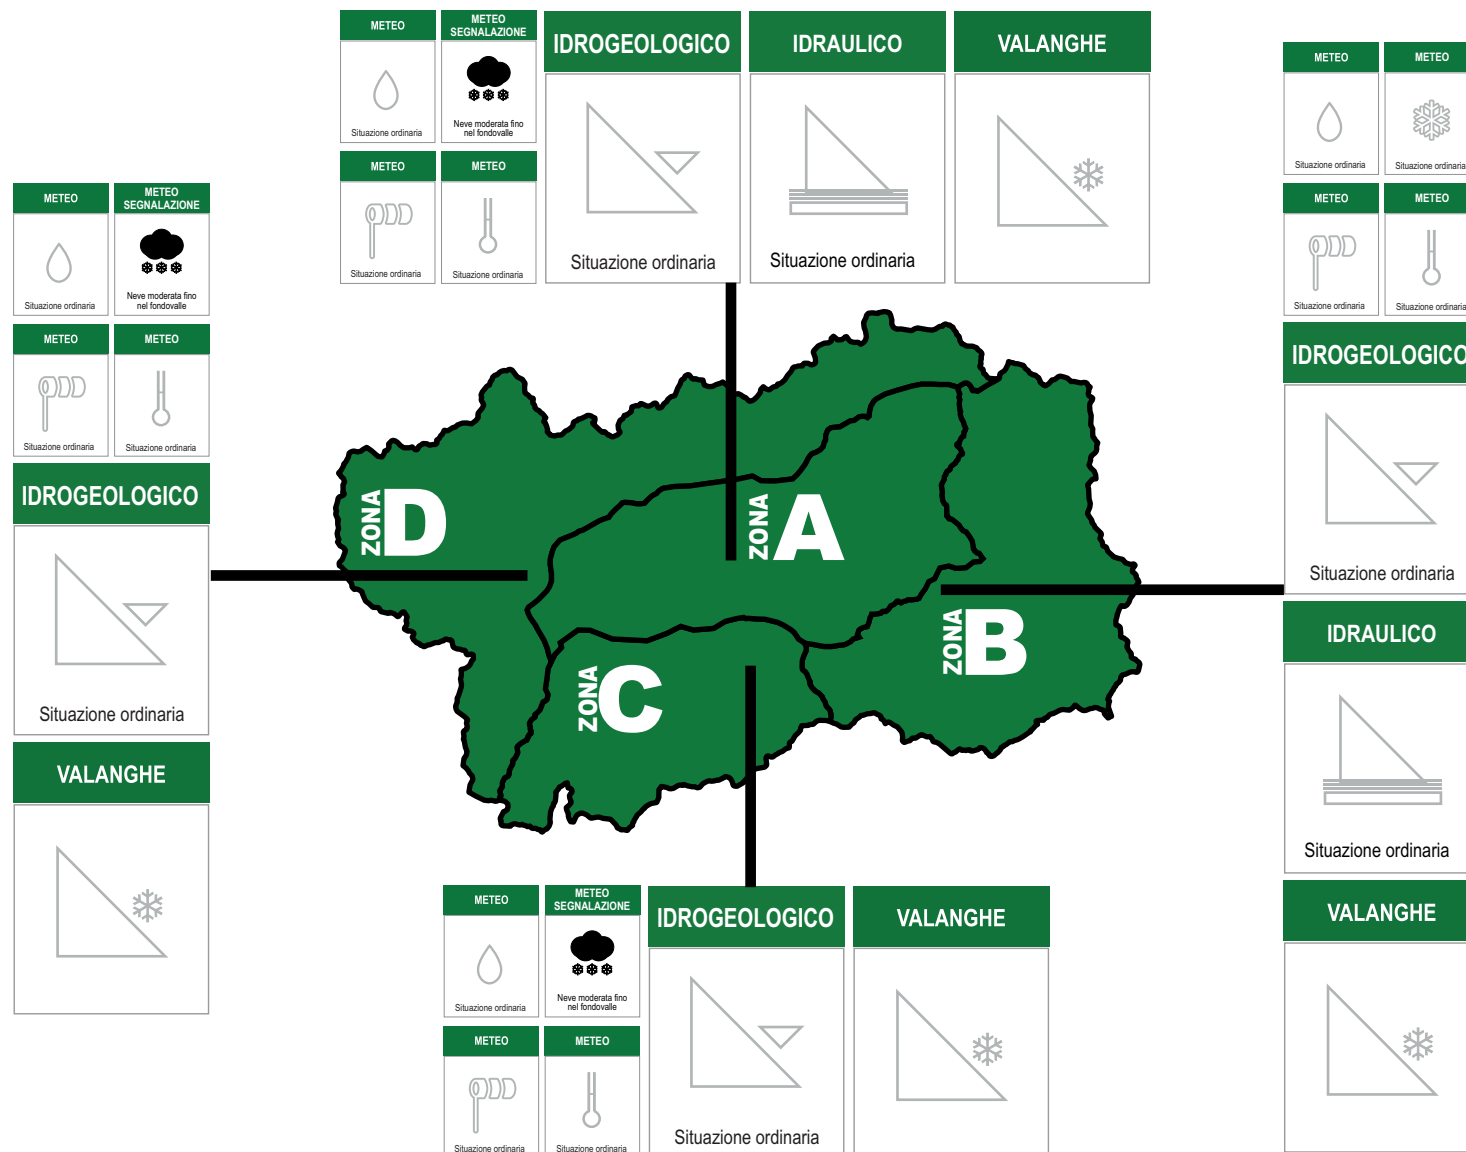 METEO
METEO
SEGNALAZIONE
Situazione ordinaria
Neve moderata fino
nel fondovalle
METEO
METEO
Situazione ordinaria
Situazione ordinaria
IDROGEOLOGICO
Situazione ordinaria
IDRAULICO
Situazione ordinaria
VALANGHE
METEO
METEO
Situazione ordinaria
Situazione ordinaria
METEO
METEO
Situazione ordinaria
Situazione ordinaria
IDROGEOLOGICO
Situazione ordinaria
IDRAULICO
Situazione ordinaria
VALANGHE
METEO
METEO
SEGNALAZIONE
Situazione ordinaria
Neve moderata fino
nel fondovalle
METEO
METEO
Situazione ordinaria
Situazione ordinaria
IDROGEOLOGICO
Situazione ordinaria
VALANGHE
ZONA D
ZONA A
ZONA B
ZONA C
METEO
METEO
SEGNALAZIONE
Situazione ordinaria
Neve moderata fino
nel fondovalle
METEO
METEO
Situazione ordinaria
Situazione ordinaria
IDROGEOLOGICO
Situazione ordinaria
VALANGHE